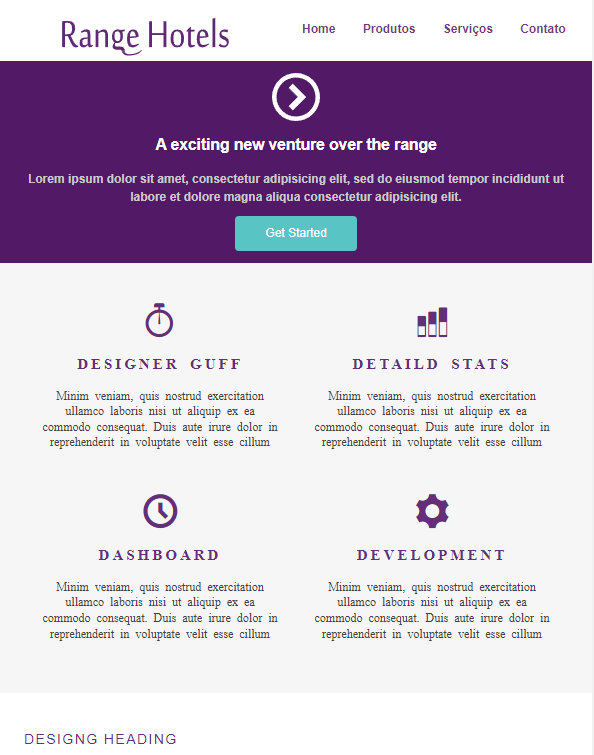 Range Hotels
Home Produtos Serviços Contato
A exciting new venture over the range
Lorem ipsum dolor sit amet, consectetur adipisicing elit, sed do eiusmod tempor incididunt ut
labore et dolore magna aliqua consectetur adipisicing elit.
Get Started
DESIGNER GUFF
Minim veniam, quis nostrud exercitation
ullamco laboris nisi ut aliquip ex ea
commodo consequat. Duis aute irure dolor in
reprehenderit in voluptate velit esse cillum
DETAILD STATS
Minim veniam, quis nostrud exercitation
ullamco laboris nisi ut aliquip ex ea
commodo consequat. Duis aute irure dolor in
reprehenderit in voluptate velit esse cillum
DASHBOARD
Minim veniam, quis nostrud exercitation
ullamco laboris nisi ut aliquip ex ea
commodo consequat. Duis aute irure dolor in
reprehenderit in voluptate velit esse cillum
DEVELOPMENT
Minim veniam, quis nostrud exercitation
ullamco laboris nisi ut aliquip ex ea
commodo consequat. Duis aute irure dolor in
reprehenderit in voluptate velit esse cillum
DESIGNG HEADING